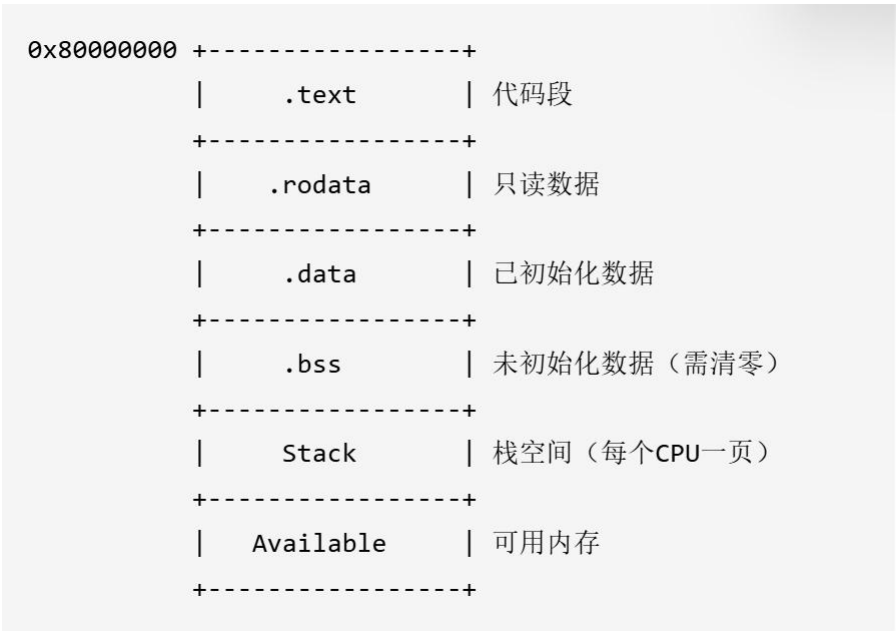 0x80000000 +-----------------+
           |     .text       | 代码段
           +-----------------+
           |    .rodata      | 只读数据
           +-----------------+
           |     .data       | 已初始化数据
           +-----------------+
           |     .bss        | 未初始化数据（需清零）
           +-----------------+
           |     Stack       | 栈空间（每个CPU一页）
           +-----------------+
           |   Available     | 可用内存
           +-----------------+